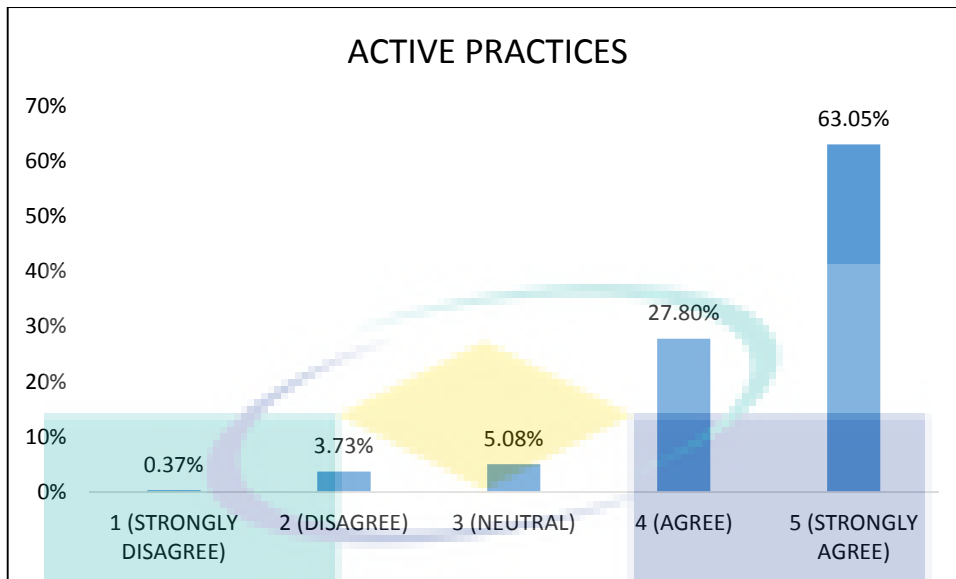 ACTIVE PRACTICES
70%
60%
50%
40%
30%
20%
10%
0%
0.37%
3.73%
5.08%
27.80%
63.05%
1 (STRONGLY
DISAGREE)
2 (DISAGREE)
3 (NEUTRAL)
4 (AGREE)
5 (STRONGLY
AGREE)